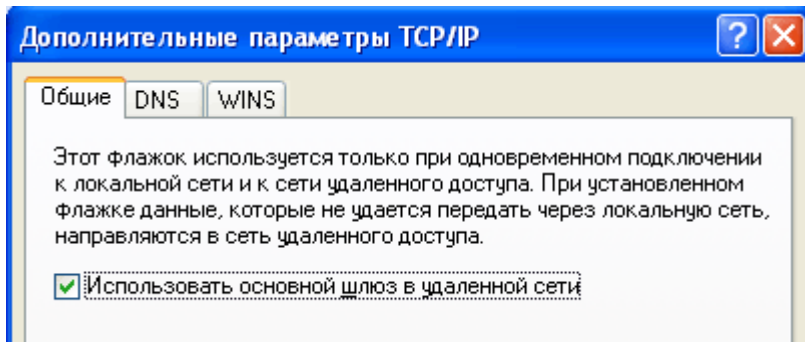 Дополнительные параметры TCP/IP
Общие DNS WINS
Этот флажок используется только при одновременном подключении
к локальной сети и к сети удаленного доступа. При установленном
флажке данные, которые не удается передать через локальную сеть,
направляются в сеть удаленного доступа.
Использовать основной шлюз в удаленной сети